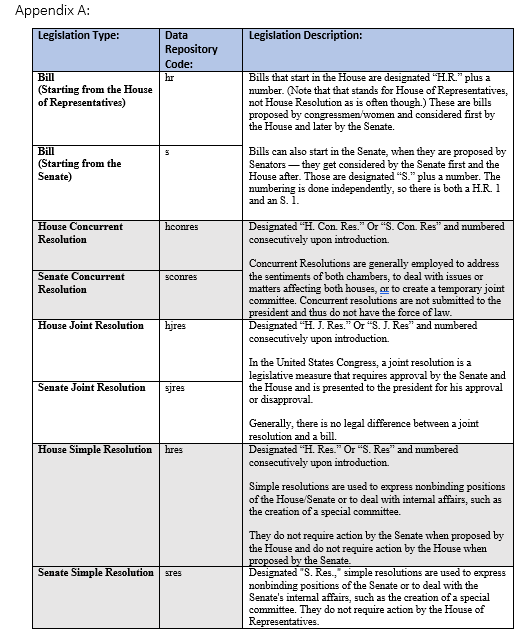 Appendix A:
Legislation Type:
Data
Repository
Code:
Legislation Description:
Bill
(Starting from the House
of Representatives)
hr
Bills that start in the House are designated “H.R.” plus a
number. (Note that that stands for House of Representatives,
not House Resolution as is often though.) These are bills
proposed by congressmen/women and considered first by
the House and later by the Senate.
Bill
(Starting from the
Senate)
s
Bills can also start in the Senate, when they are proposed by
Senators — they get considered by the Senate first and the
House after. Those are designated “S.” plus a number. The
numbering is done independently, so there is both a H.R. 1
and an S. 1.
House Concurrent
Resolution
hconres
Designated “H. Con. Res.” Or “S. Con. Res” and numbered
consecutively upon introduction.
Concurrent Resolutions are generally employed to address
Senate Concurrent
Resolution
sconres
the sentiments of both chambers, to deal with issues or
matters affecting both houses, or to create a temporary joint
committee. Concurrent resolutions are not submitted to the
president and thus do not have the force of law.
House Joint Resolution
hjres
Designated “H. J. Res.” Or “S. J. Res” and numbered
consecutively upon introduction.
In the United States Congress, a joint resolution is a
legislative measure that requires approval by the Senate and
Senate Joint Resolution
sjres
the House and is presented to the president for his approval
or disapproval.
Generally, there is no legal difference between a joint
resolution and a bill.
House Simple Resolution
hres
Designated “H. Res.” Or “S. Res” and numbered
consecutively upon introduction.
Simple resolutions are used to express nonbinding positions
of the House/Senate or to deal with internal affairs, such as
the creation of a special committee.
They do not require action by the Senate when proposed by
the House and do not require action by the House when
proposed by the Senate.
Senate Simple Resolution
sres
Designated "S. Res.," simple resolutions are used to express
nonbinding positions of the Senate or to deal with the
Senate's internal affairs, such as the creation of a special
committee. They do not require action by the House of
Representatives.